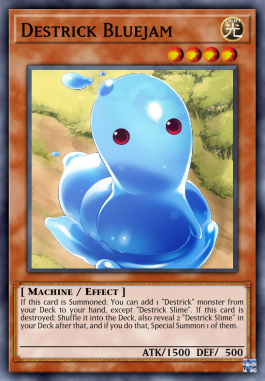 DESTRICK BLUEJAM
LIGHT
光
[ MACHINE / EFFECT ]
If this card is Summoned: You can add 1 "Destrick" monster from
your Deck to your hand, except "Destrick Slime". If this card is
destroyed: Shuffle it into the Deck, also reveal 2 "Destrick Slime" in
your Deck after that, and if you do that, Special Summon 1 of them.
ATK/1500 DEF/ 500